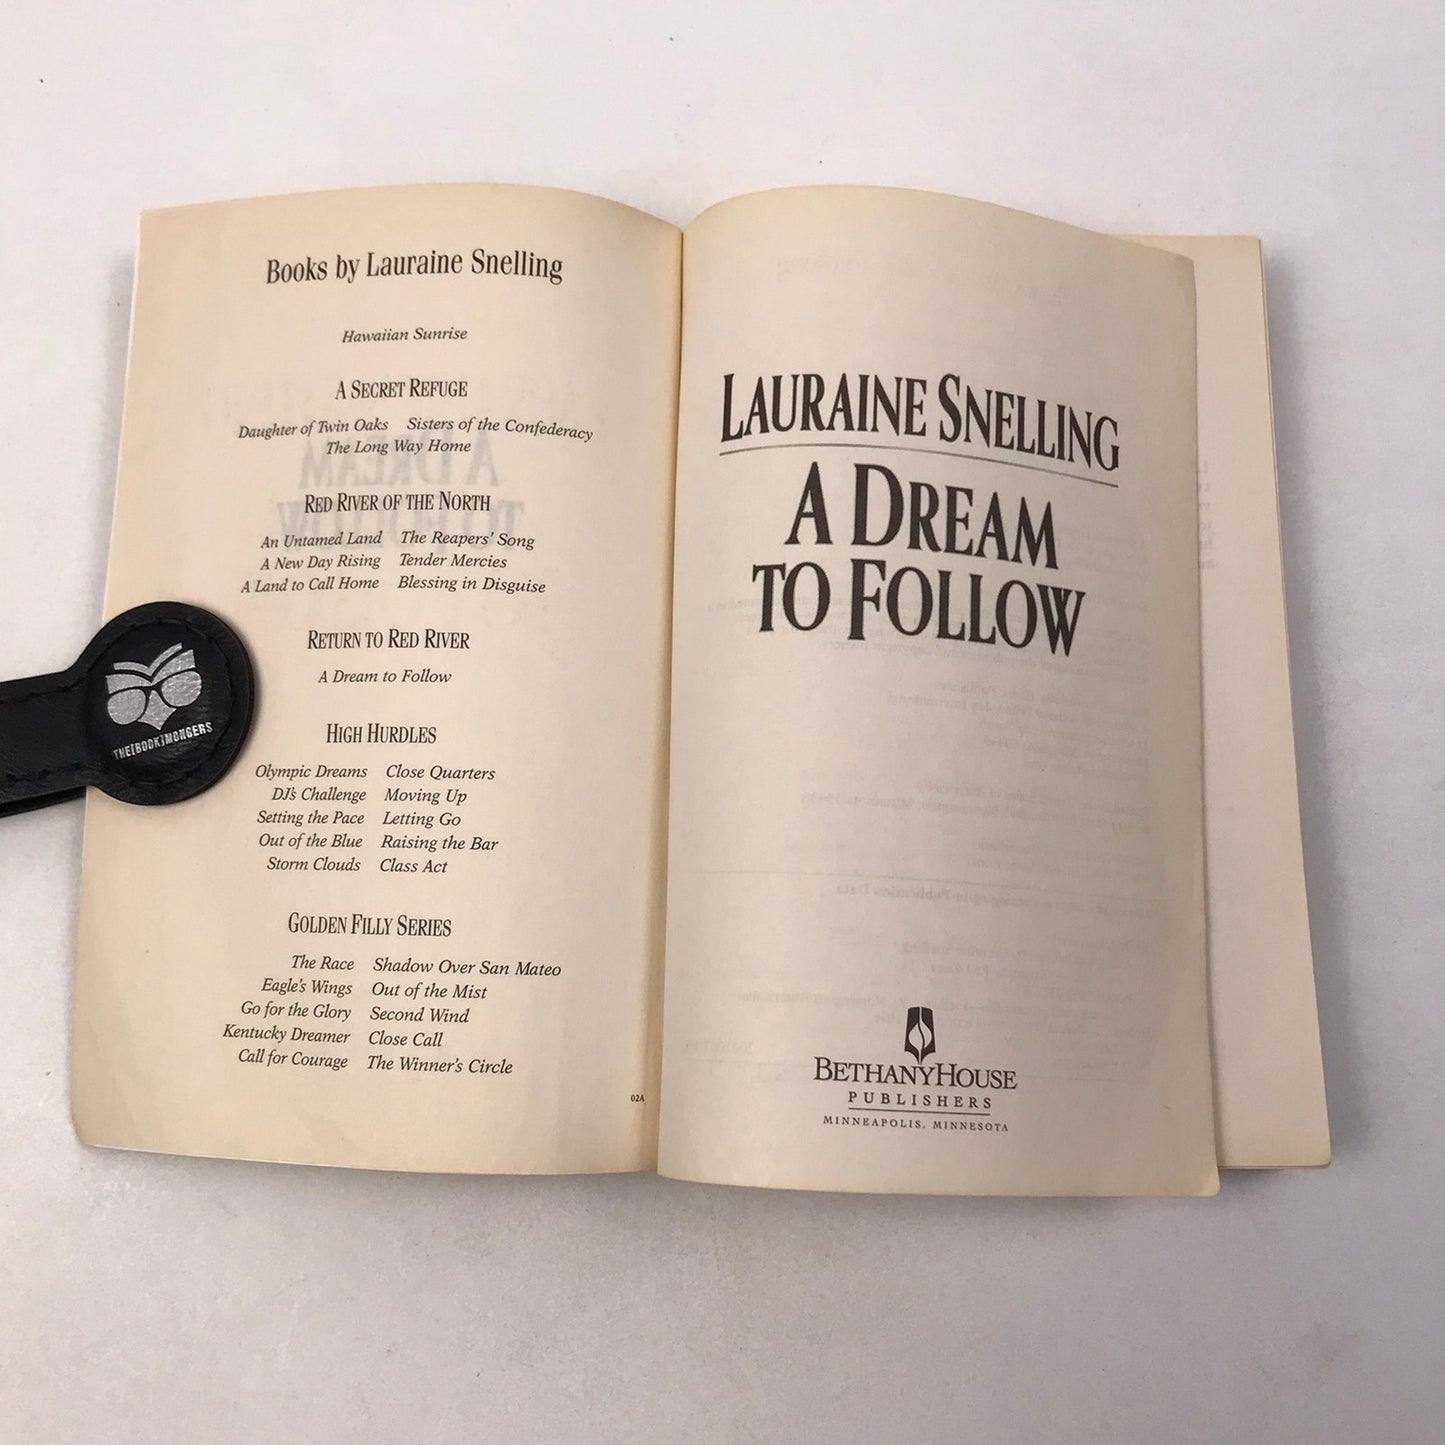 Books by Lauraine Snelling
Hawaiian Sunrise
A SECRET REFUGE
Daughter of Twin Oaks Sisters of the Confederacy
The Long Way Home
RED RIVER OF THE NORTH
An Untamed Land The Reapers' Song
A New Day Rising Tender Mercies
A Land to Call Home Blessing in Disguise
RETURN TO RED RIVER
A Dream to Follow
HIGH HURDLES
Olympic Dreams Close Quarters
DJ's Challenge Moving Up
Setting the Pace Letting Go
Out of the Blue Raising the Bar
Storm Clouds Class Act
GOLDEN FILLY SERIES
The Race Shadow Over San Mateo
Eagle's Wings Out of the Mist
Go for the Glory Second Wind
Kentucky Dreamer Close Call
Call for Courage The Winner's Circle
02A
THE[BOOK]MONGERS
LAURAINE SNELLING
A DREAM
TO FOLLOW
BETHANYHOUSE
PUBLISHERS
MINNEAPOLIS, MINNESOTA